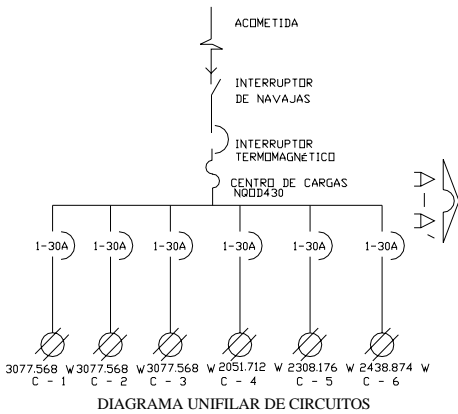 ACOMETIDA
INTERRUPTOR
DE NAVAJAS
INTERRUPTOR
TERMOMAGNéTICO
CENTRO DE CARGAS
NQOD430
1-30A 1-30A 1-30A 1-30A 1-30A 1-30A
3077.568 W 3077.568 W 3077.568 W 2051.712 W 2308.176 W 2438.874 W
C - 1 C - 2 C - 3 C - 4 C - 5 C - 6
DIAGRAMA UNIFILAR DE CIRCUITOS